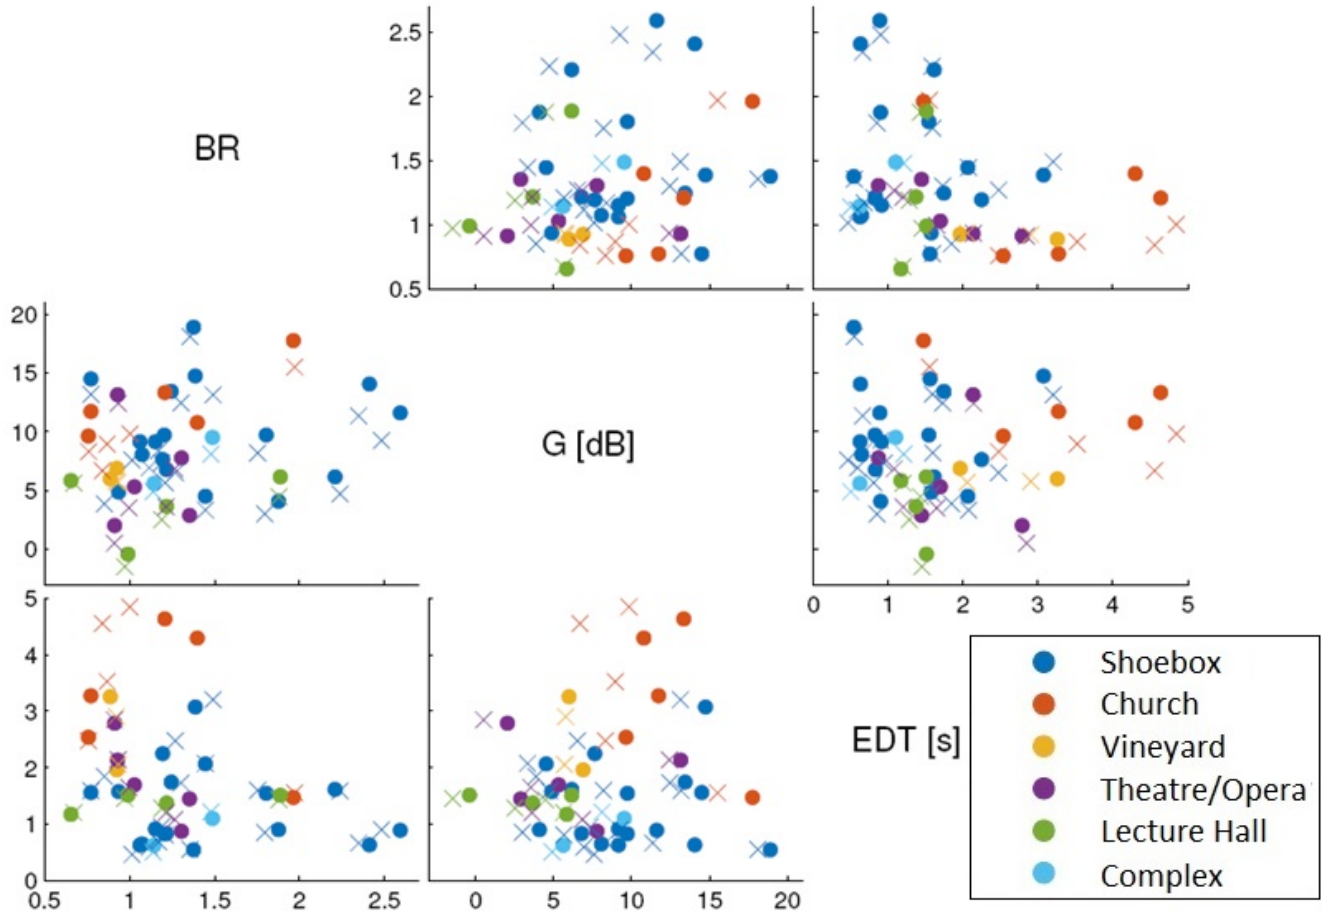 2.5
2
1.5
1
0.5
BR
20
15
10
5
0
G [dB]
0 1 2 3 4 5
5
4
3
2
1
0
EDT [s]
0.5 1 1.5 2 2.5
0 5 10 15 20
Shoebox
Church
Vineyard
Theatre/Opera
Lecture Hall
Complex